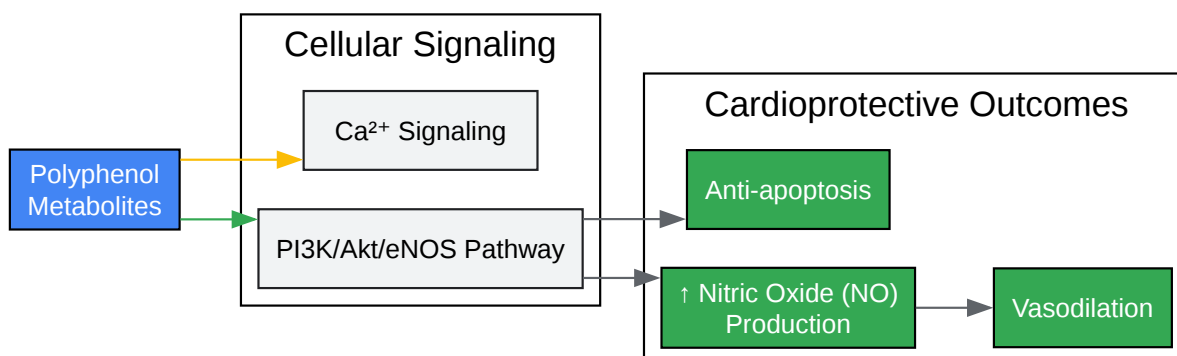 Cellular Signaling
Ca²⁺ Signaling
Polyphenol
Metabolites
PI3K/Akt/eNOS Pathway
Cardioprotective Outcomes
Anti-apoptosis
↑ Nitric Oxide (NO)
Production
Vasodilation